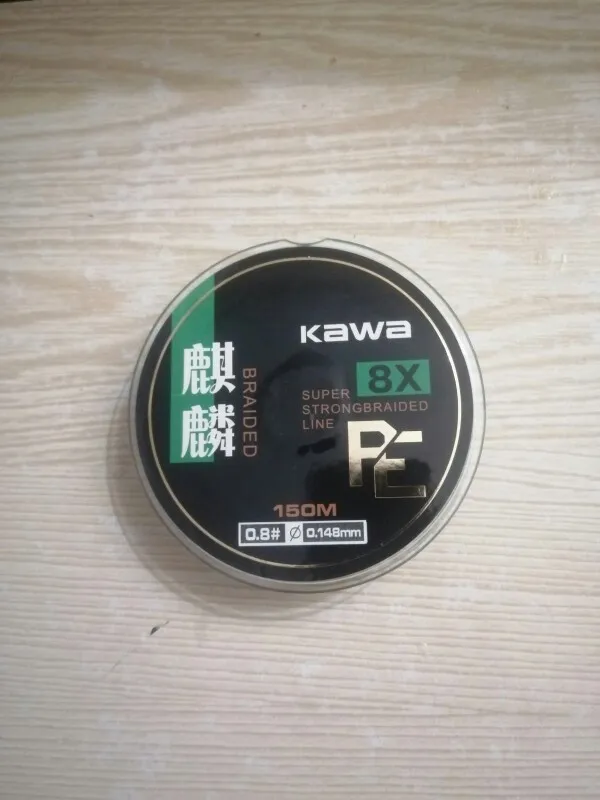 KAWA
麒麟
BRAIDED
8X
SUPER
STRONGBRAIDED
LINE
PE
150M
0.8# Ø 0.148mm